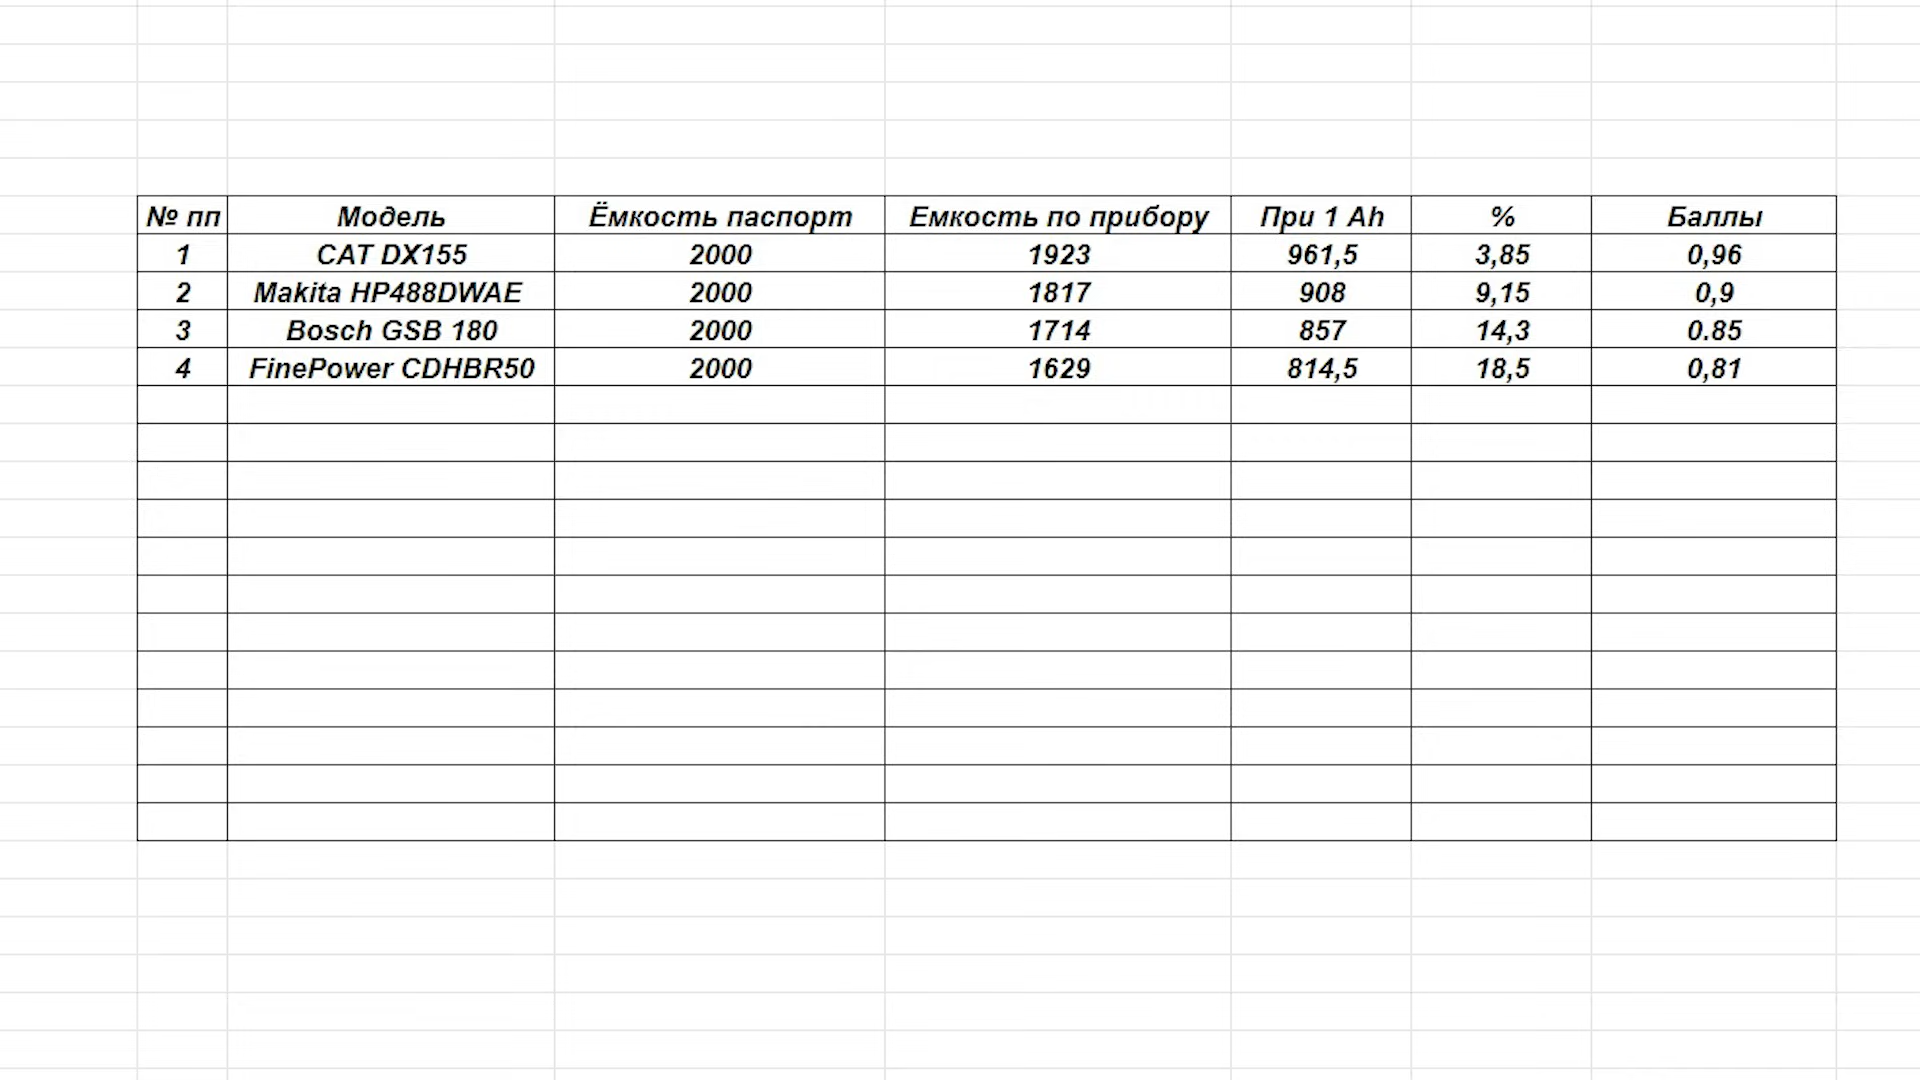 № пп Модель Ёмкость паспорт Емкость по прибору При 1 Ah % Баллы
1 CAT DX155 2000 1923 961,5 3,85 0,96
2 Makita HP488DWAE 2000 1817 908 9,15 0,9
3 Bosch GSB 180 2000 1714 857 14,3 0.85
4 FinePower CDHBR50 2000 1629 814,5 18,5 0,81